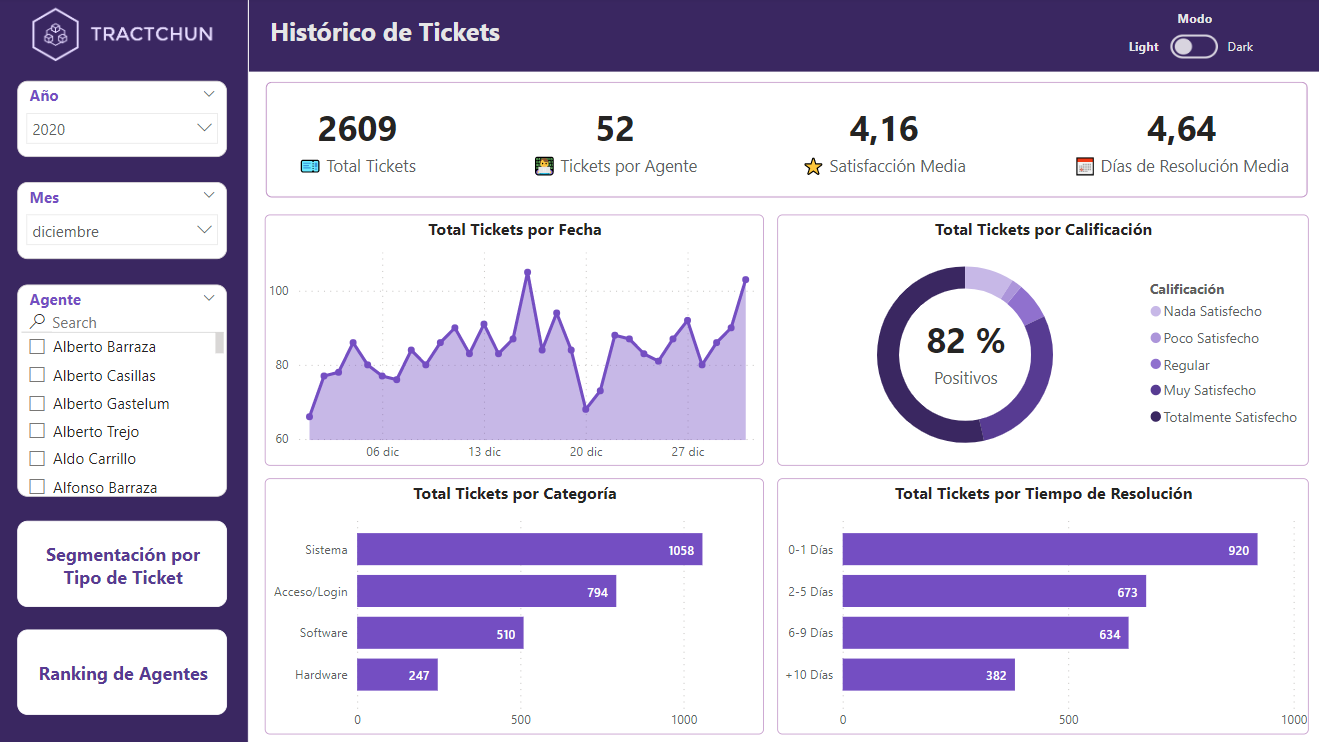 TRACTCHUN
Histórico de Tickets
Modo
Light
Dark
Año
2020
Mes
diciembre
Agente
Search
Alberto Barraza
Alberto Casillas
Alberto Gastelum
Alberto Trejo
Aldo Carrillo
Alfonso Barraza
Segmentación por
Tipo de Ticket
Ranking de Agentes
2609
Total Tickets
52
Tickets por Agente
4,16
Satisfacción Media
4,64
Días de Resolución Media
Total Tickets por Fecha
100
80
60
06 dic
13 dic
20 dic
27 dic
Total Tickets por Calificación
82 %
Positivos
Calificación
Nada Satisfecho
Poco Satisfecho
Regular
Muy Satisfecho
Totalmente Satisfecho
Total Tickets por Categoría
Sistema
1058
Acceso/Login
794
Software
510
Hardware
247
0
500
1000
Total Tickets por Tiempo de Resolución
0-1 Días
920
2-5 Días
673
6-9 Días
634
+10 Días
382
0
500
1000